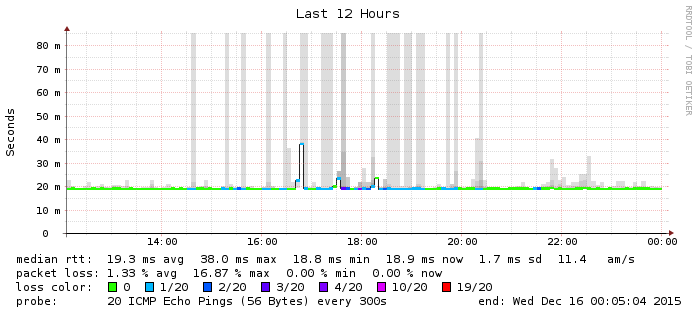 Last 12 Hours
RRDTOOL / TOBI OETIKER
Seconds
80 m
70 m
60 m
50 m
40 m
30 m
20 m
10 m
0
14:00 16:00 18:00 20:00 22:00 00:00
median rtt: 19.3 ms avg 38.0 ms max 18.8 ms min 18.9 ms now 1.7 ms sd 11.4 am/s
packet loss: 1.33 % avg 16.87 % max 0.00 % min 0.00 % now
loss color: 0 1/20 2/20 3/20 4/20 10/20 19/20
probe: 20 ICMP Echo Pings (56 Bytes) every 300s end: Wed Dec 16 00:05:04 2015